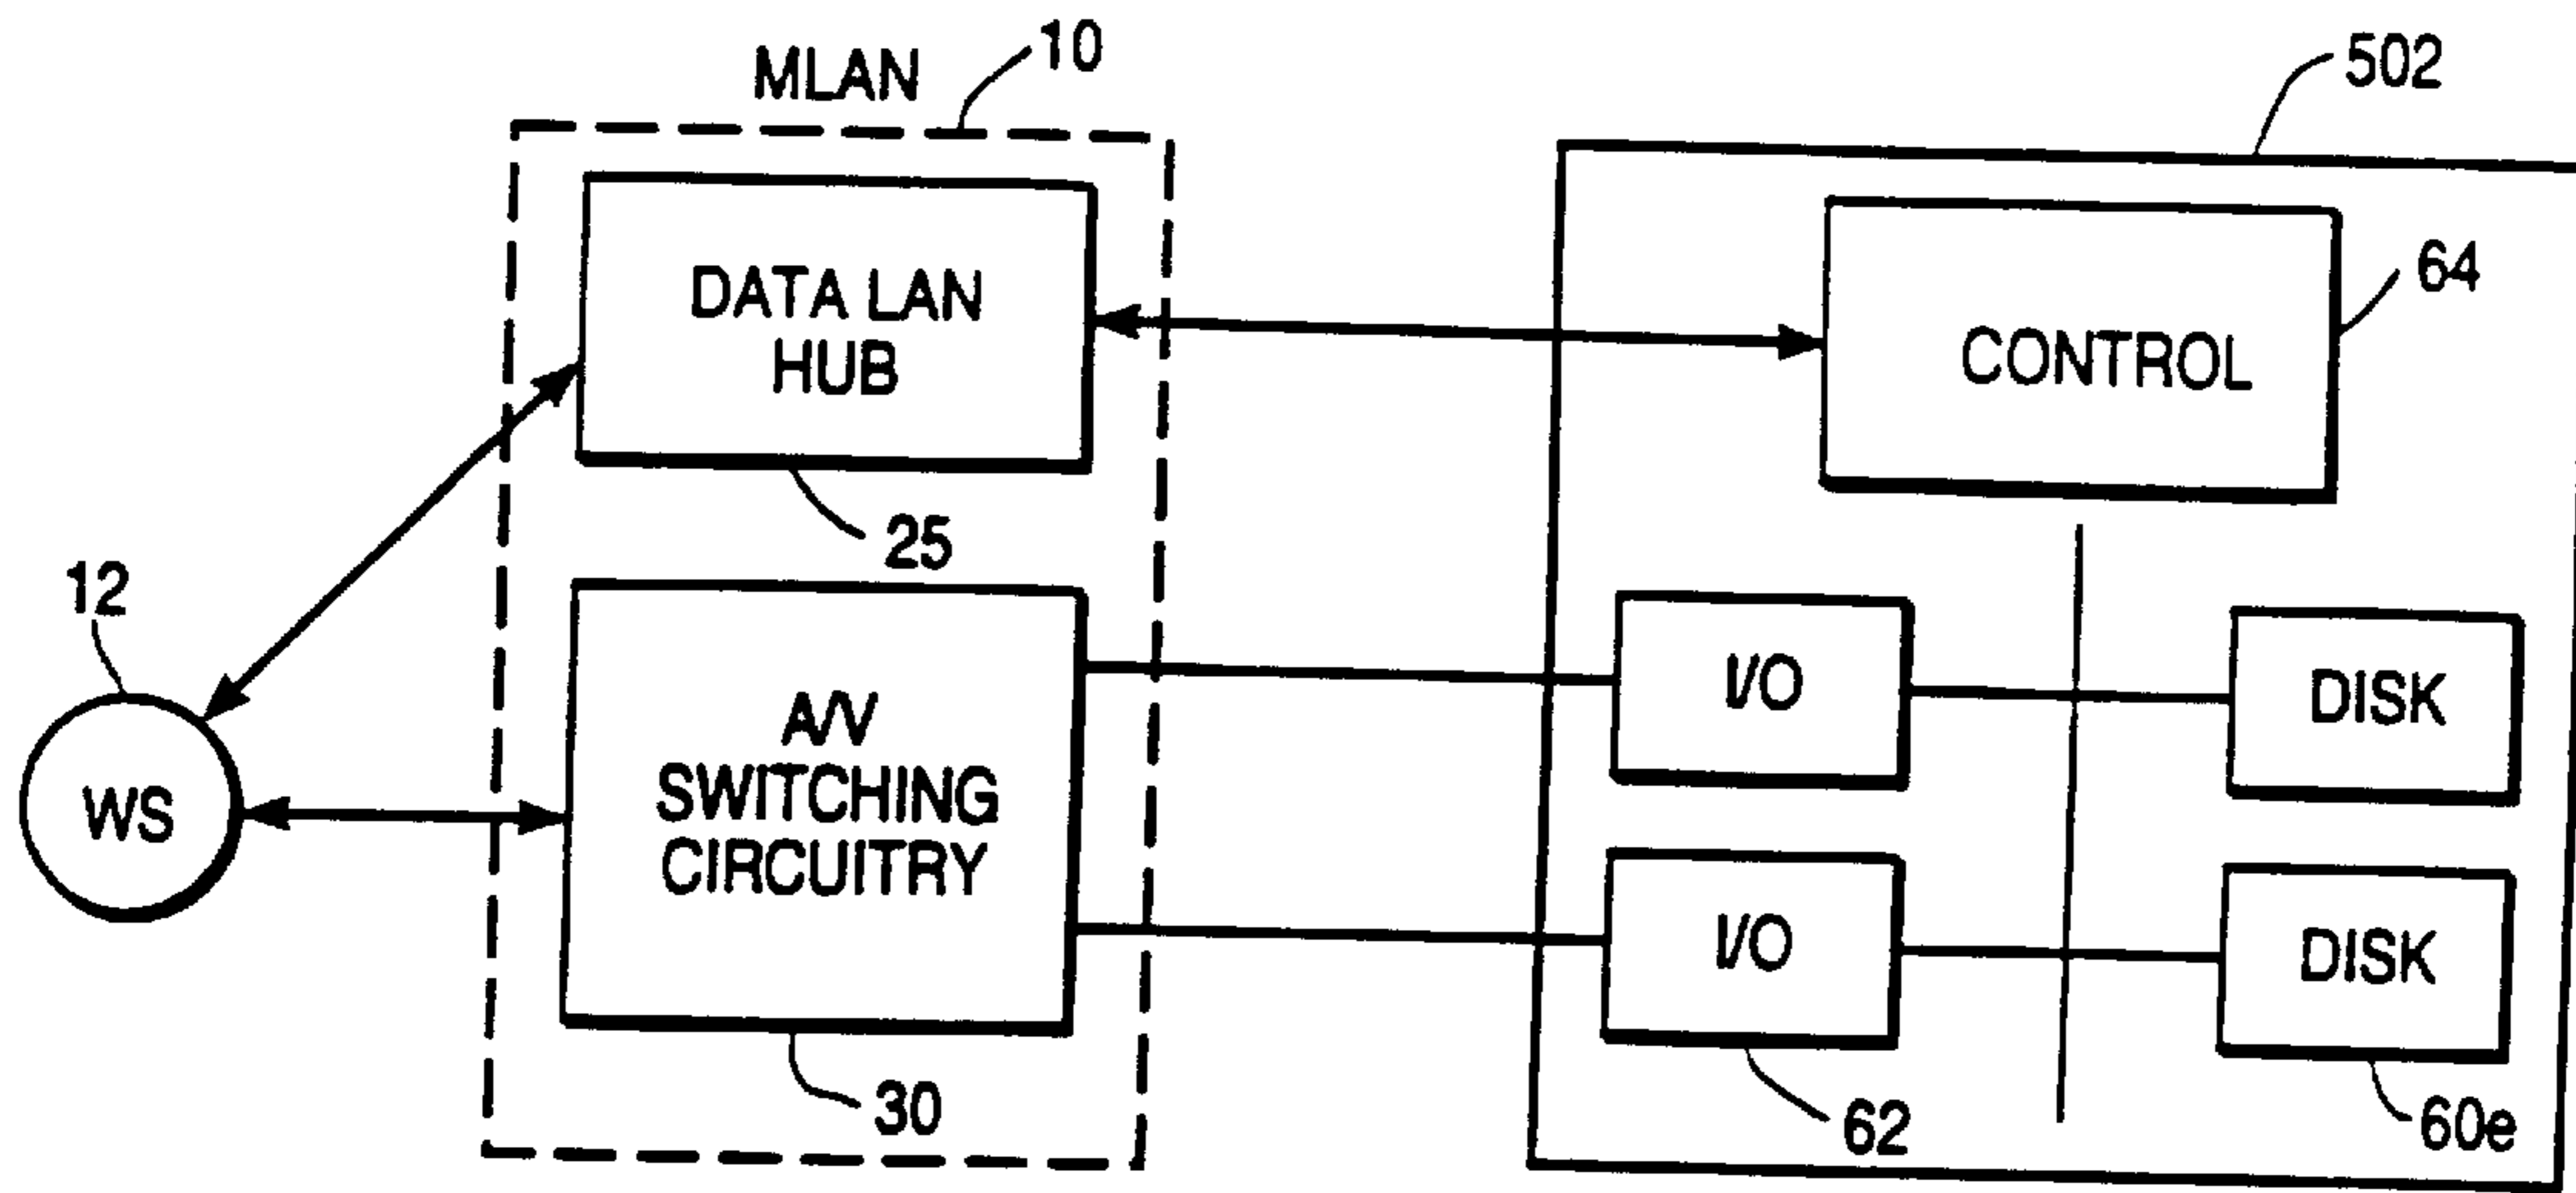 MLAN
10
502
DATA LAN
HUB
CONTROL
64
25
12
WS
A/V
SWITCHING
CIRCUITRY
I/O
DISK
I/O
DISK
30
62
60e